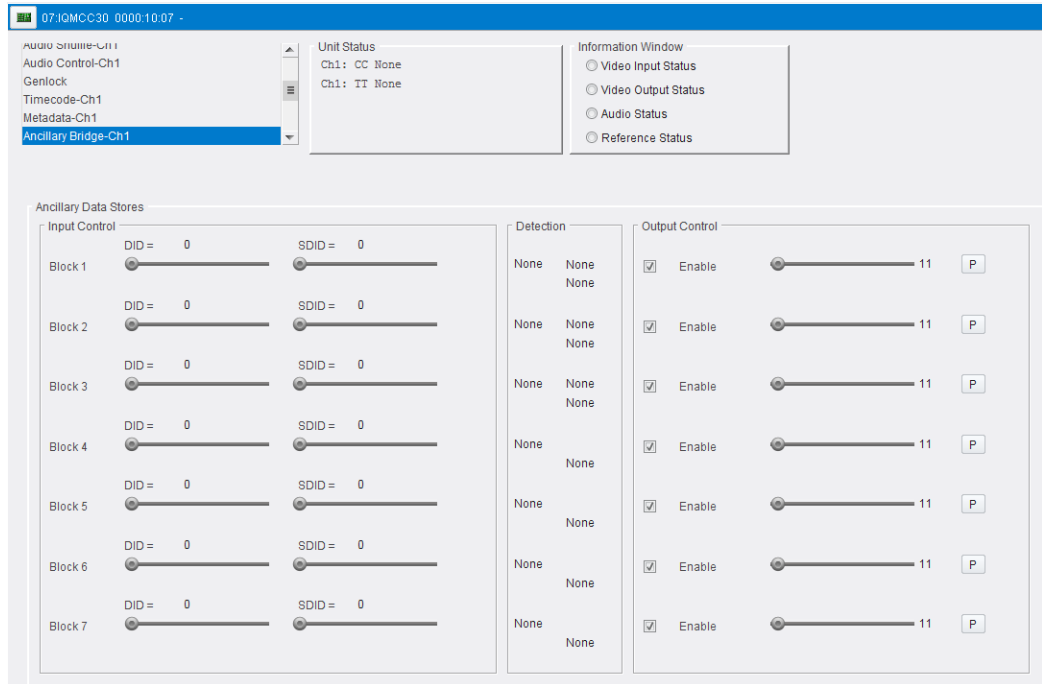 07:IQMCC30 0000:10:07 -
Audio Shuffle-Ch1
Audio Control-Ch1
Genlock
Timecode-Ch1
Metadata-Ch1
Ancillary Bridge-Ch1
Unit Status
Ch1: CC None
Ch1: TT None
Information Window
Video Input Status
Video Output Status
Audio Status
Reference Status
Ancillary Data Stores
Input Control
Detection
Output Control
DID = 0 SDID = 0
Block 1 None None Enable 11 P
None
DID = 0 SDID = 0
Block 2 None None Enable 11 P
None
DID = 0 SDID = 0
Block 3 None None Enable 11 P
None
DID = 0 SDID = 0
Block 4 None Enable 11 P
None
DID = 0 SDID = 0
Block 5 None Enable 11 P
None
DID = 0 SDID = 0
Block 6 None Enable 11 P
None
DID = 0 SDID = 0
Block 7 None Enable 11 P
None